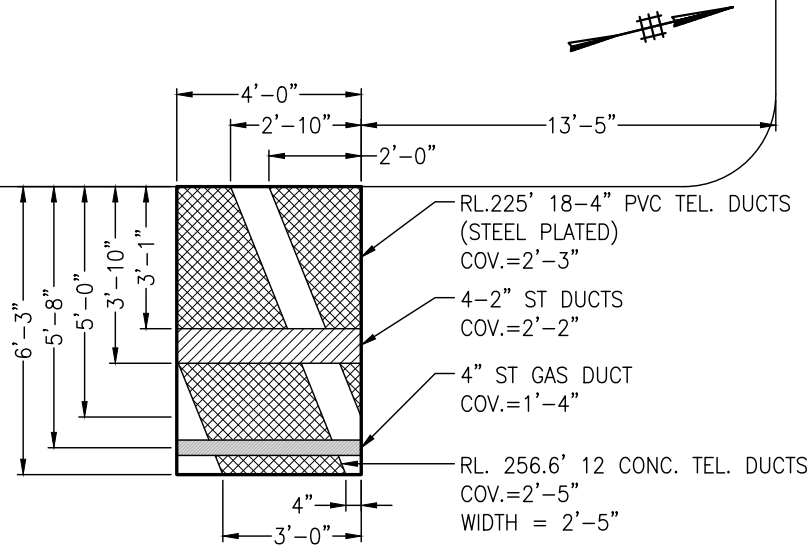 4'-0"
2'-10"
13'-5"
2'-0"
RL.225' 18-4" PVC TEL. DUCTS
(STEEL PLATED)
COV.=2'-3"
4-2" ST DUCTS
COV.=2'-2"
4" ST GAS DUCT
COV.=1'-4"
RL. 256.6' 12 CONC. TEL. DUCTS
COV.=2'-5"
WIDTH = 2'-5"
6'-3"
5'-8"
5'-0"
3'-10"
3'-1"
4"
3'-0"